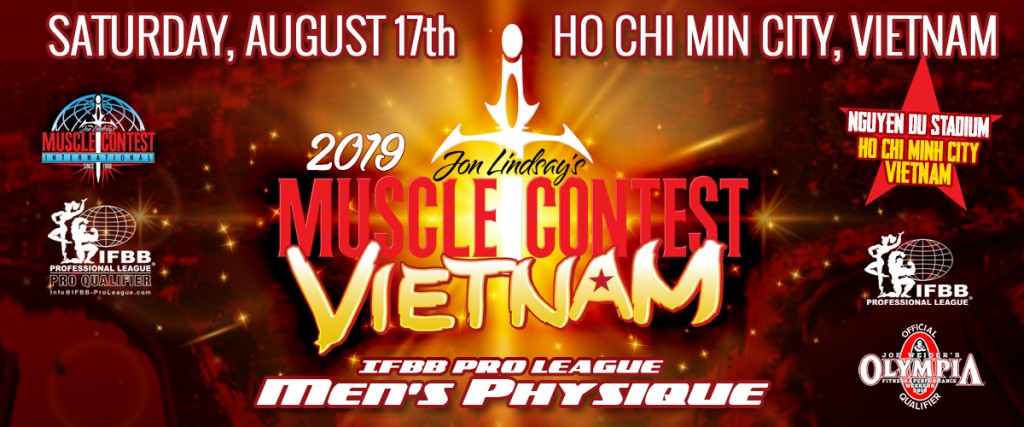 SATURDAY, AUGUST 17th
HO CHI MIN CITY, VIETNAM
Jon Lindsay's
MUSCLE CONTEST
INTERNATIONAL
NGUYEN DU STADIUM
HO CHI MINH CITY
VIETNAM
2019
Jon Lindsay's
MUSCLE CONTEST
VIETNAM
IFBB
PROFESSIONAL LEAGUE
PRO QUALIFIER
Info@IFBB-ProLeague.com
IFBB
PROFESSIONAL LEAGUE
OFFICIAL
JOE WEIDER'S
OLYMPIA
FITNESS & PERFORMANCE
WEEKEND
QUALIFIER
IFBB PRO LEAGUE
MEN'S PHYSIQUE